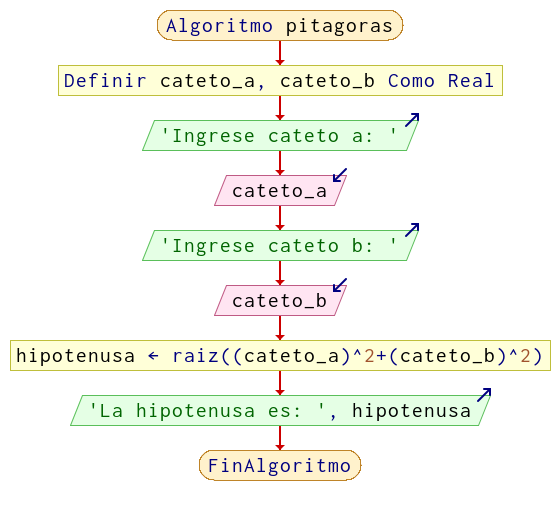 Algoritmo pitagoras
Definir cateto_a, cateto_b Como Real
'Ingrese cateto a: '
cateto_a
'Ingrese cateto b: '
cateto_b
hipotenusa ← raiz((cateto_a)^2+(cateto_b)^2)
'La hipotenusa es: ', hipotenusa
FinAlgoritmo